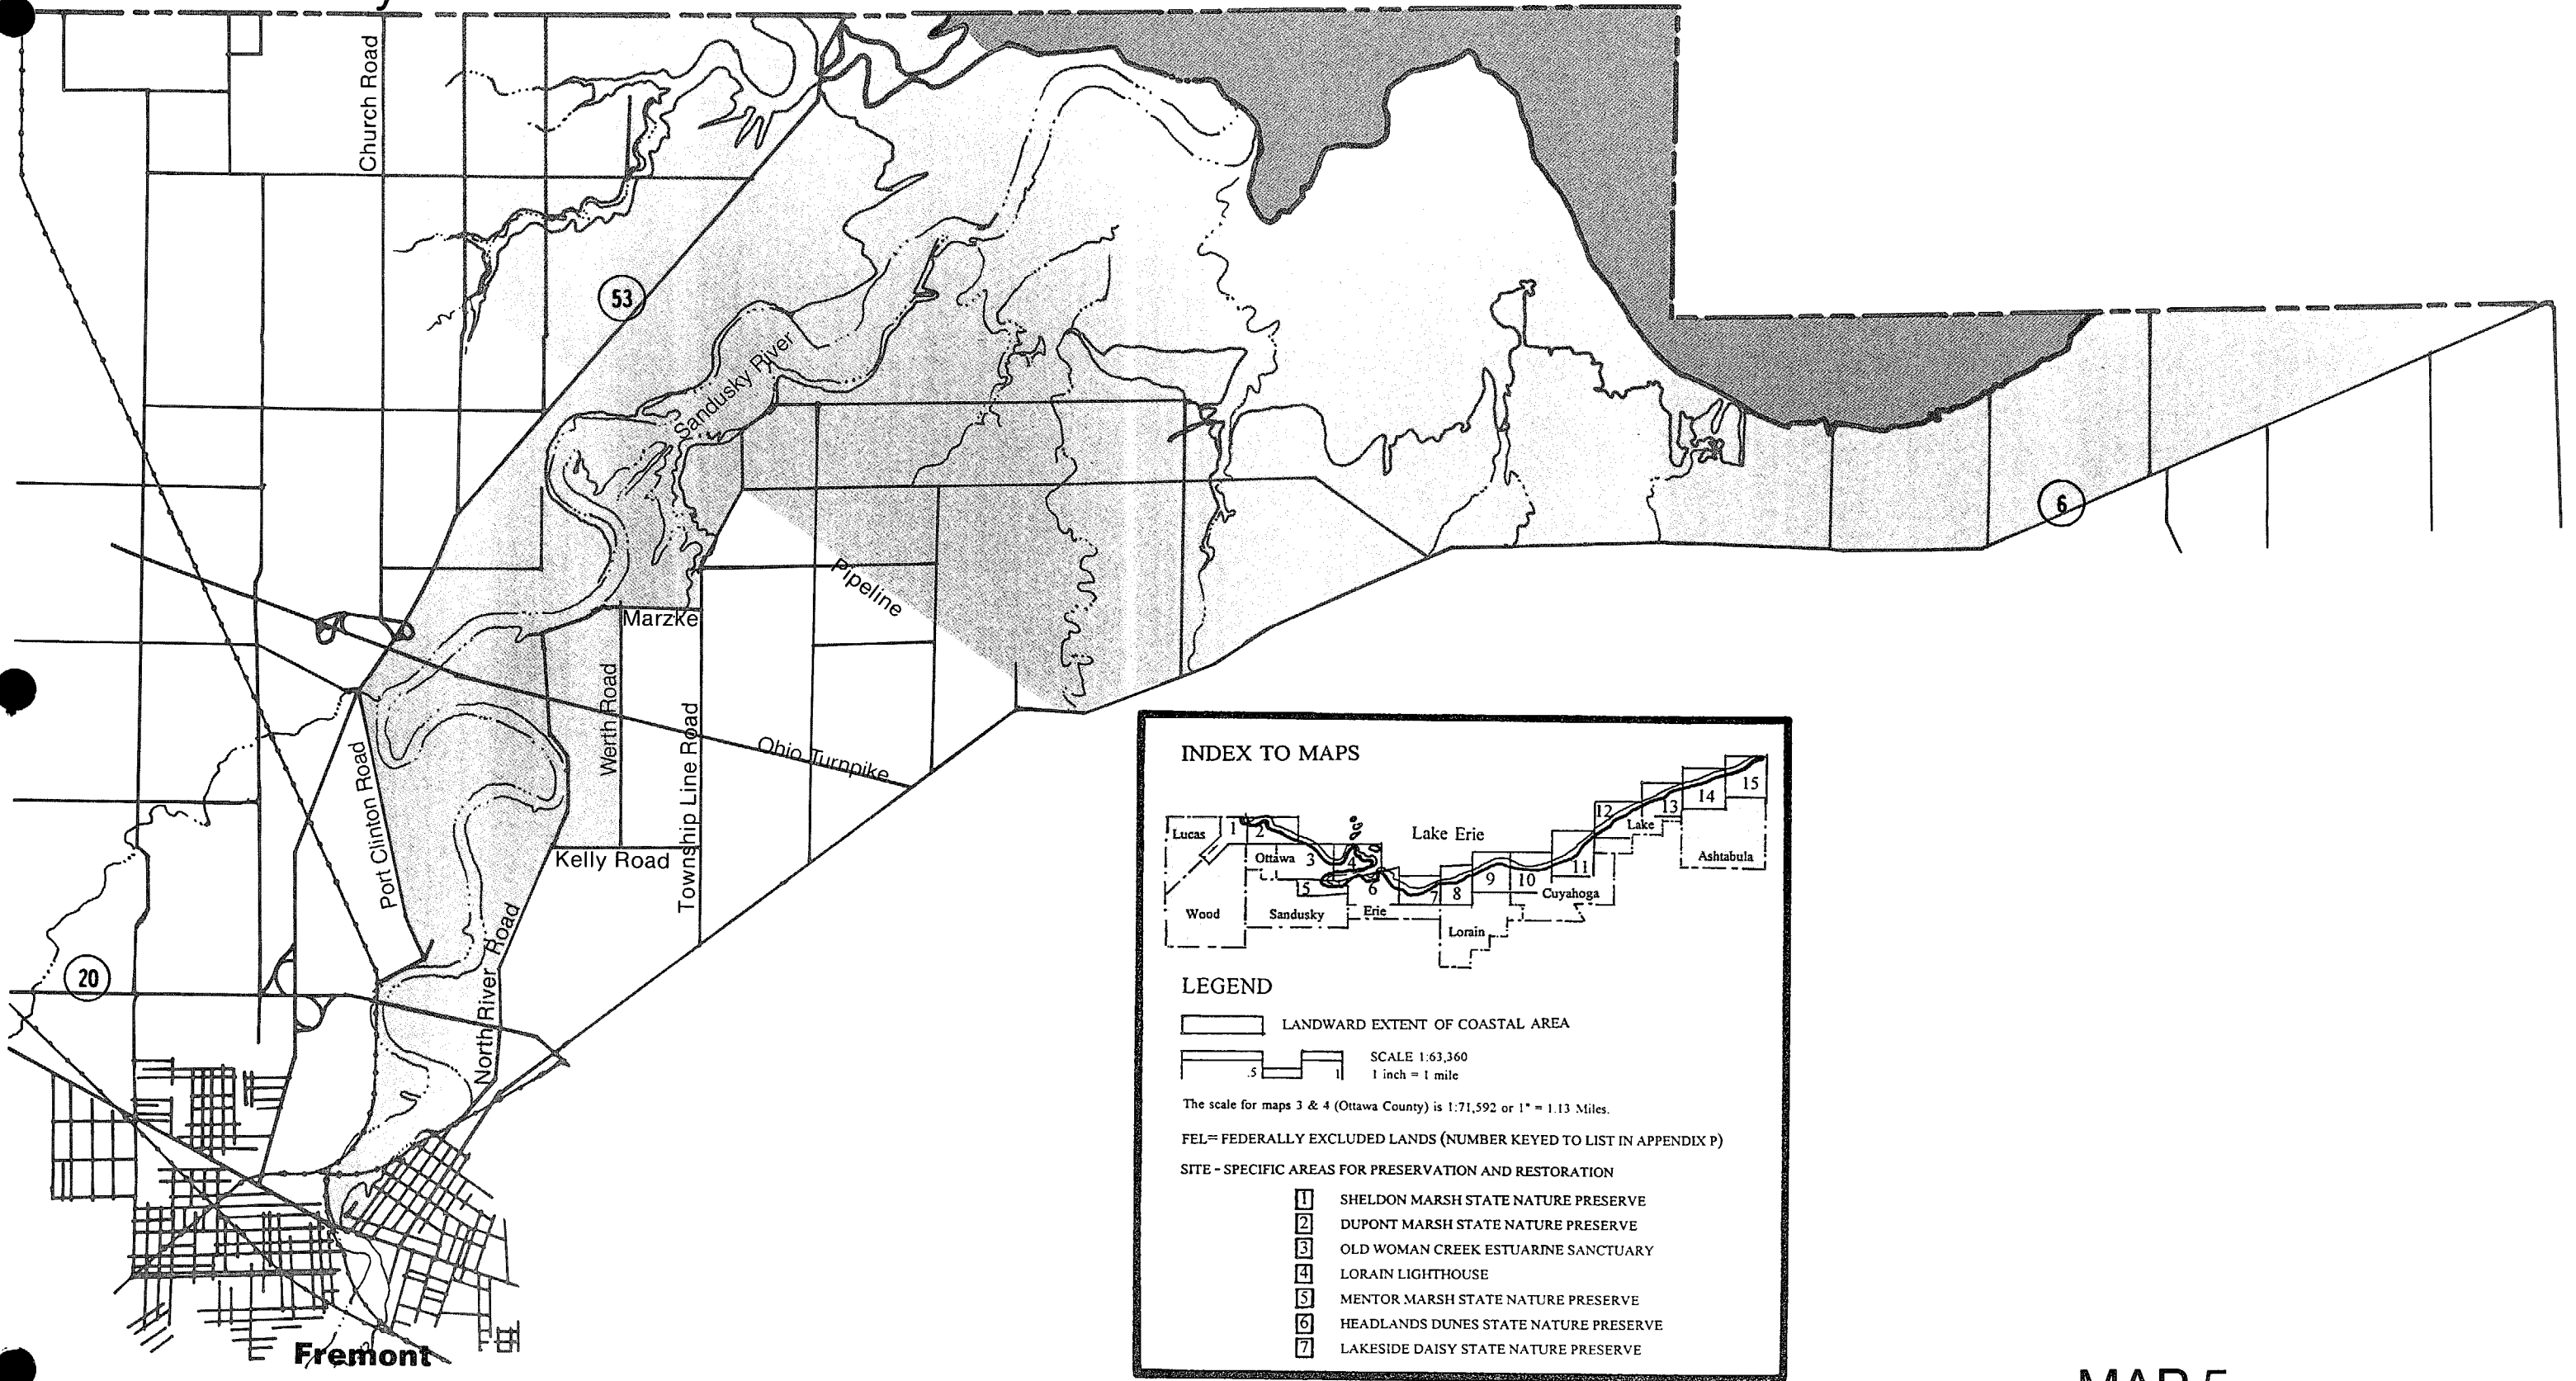 Church Road
53
Sandusky River
6
Pipeline
Marzke
Werth Road
Township Line Road
Ohio Turnpike
Port Clinton Road
Kelly Road
North River Road
20
Fremont
INDEX TO MAPS
Lucas
1
2
Ottawa
3
4
5
6
7
8
9
10
11
12
13
14
15
Lake Erie
Lake
Ashtabula
Cuyahoga
Wood
Sandusky
Erie
Lorain
LEGEND
LANDWARD EXTENT OF COASTAL AREA
.5
1
SCALE 1:63,360
1 inch = 1 mile
The scale for maps 3 & 4 (Ottawa County) is 1:71,592 or 1" = 1.13 Miles.
FEL= FEDERALLY EXCLUDED LANDS (NUMBER KEYED TO LIST IN APPENDIX P)
SITE - SPECIFIC AREAS FOR PRESERVATION AND RESTORATION
1 SHELDON MARSH STATE NATURE PRESERVE
2 DUPONT MARSH STATE NATURE PRESERVE
3 OLD WOMAN CREEK ESTUARINE SANCTUARY
4 LORAIN LIGHTHOUSE
5 MENTOR MARSH STATE NATURE PRESERVE
6 HEADLANDS DUNES STATE NATURE PRESERVE
7 LAKESIDE DAISY STATE NATURE PRESERVE
MAP 5